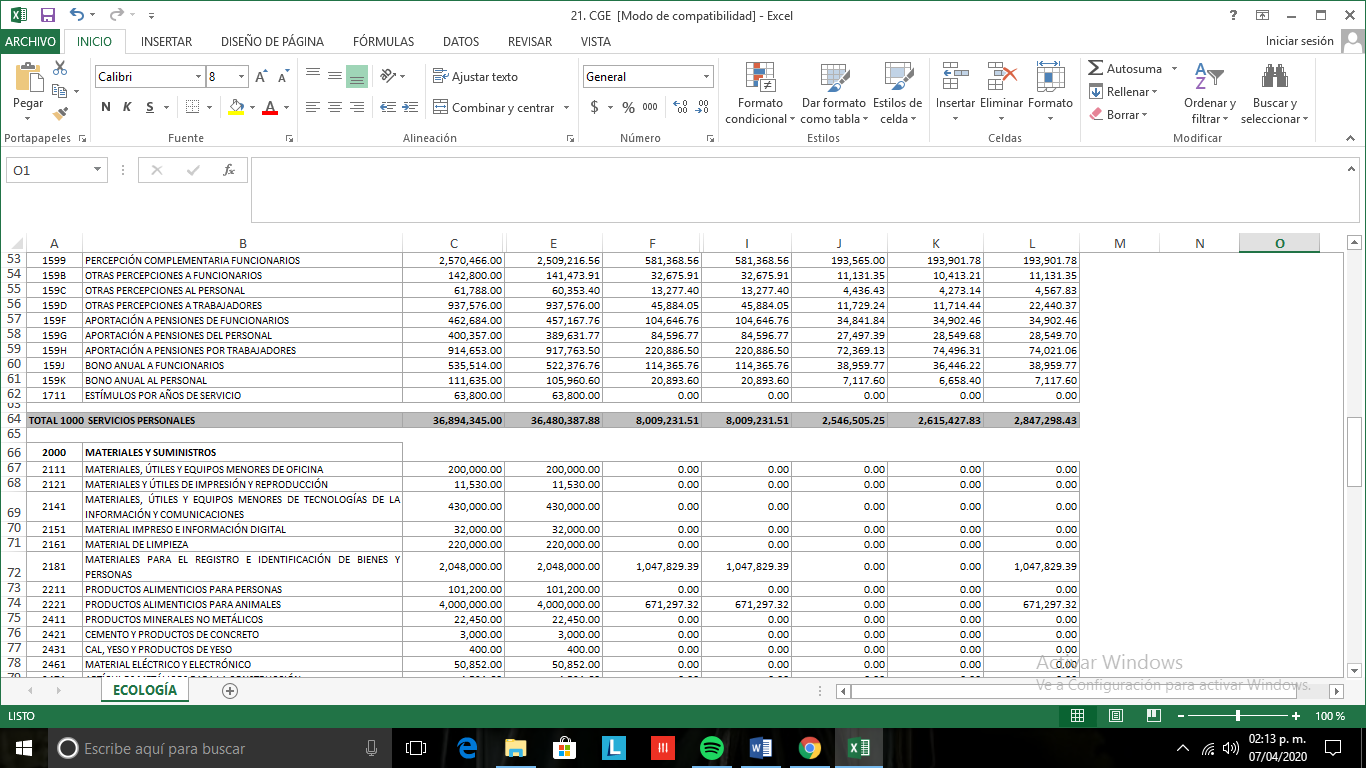 21. CGE [Modo de compatibilidad] - Excel
ARCHIVO INICIO INSERTAR DISEÑO DE PÁGINA FÓRMULAS DATOS REVISAR VISTA Iniciar sesión
Pegar
Portapapeles
Calibri 8
N K S
Fuente
Ajustar texto
Combinar y centrar
Alineación
General
$ % 000
Número
Formato condicional
Dar formato como tabla
Estilos de celda
Estilos
Insertar Eliminar Formato
Celdas
Autosuma
Rellenar
Borrar
Ordenar y filtrar
Buscar y seleccionar
Modificar
O1 fx
A B C E F I J K L M N O
53 1599 PERCEPCIÓN COMPLEMENTARIA FUNCIONARIOS 2,570,466.00 2,509,216.56 581,368.56 581,368.56 193,565.00 193,901.78 193,901.78
54 159B OTRAS PERCEPCIONES A FUNCIONARIOS 142,800.00 141,473.91 32,675.91 32,675.91 11,131.35 10,413.21 11,131.35
55 159C OTRAS PERCEPCIONES AL PERSONAL 61,788.00 60,353.40 13,277.40 13,277.40 4,436.43 4,273.14 4,567.83
56 159D OTRAS PERCEPCIONES A TRABAJADORES 937,576.00 937,576.00 45,884.05 45,884.05 11,729.24 11,714.44 22,440.37
57 159F APORTACIÓN A PENSIONES DE FUNCIONARIOS 462,684.00 457,167.76 104,646.76 104,646.76 34,841.84 34,902.46 34,902.46
58 159G APORTACIÓN A PENSIONES DEL PERSONAL 400,357.00 389,631.77 84,596.77 84,596.77 27,497.39 28,549.68 28,549.70
59 159H APORTACIÓN A PENSIONES POR TRABAJADORES 914,653.00 917,763.50 220,886.50 220,886.50 72,369.13 74,496.31 74,021.06
60 159J BONO ANUAL A FUNCIONARIOS 535,514.00 522,376.76 114,365.76 114,365.76 38,959.77 36,446.22 38,959.77
61 159K BONO ANUAL AL PERSONAL 111,635.00 105,960.60 20,893.60 20,893.60 7,117.60 6,658.40 7,117.60
62 1711 ESTÍMULOS POR AÑOS DE SERVICIO 63,800.00 63,800.00 0.00 0.00 0.00 0.00 0.00
63
64 TOTAL 1000 SERVICIOS PERSONALES 36,894,345.00 36,480,387.88 8,009,231.51 8,009,231.51 2,546,505.25 2,615,427.83 2,847,298.43
65
66 2000 MATERIALES Y SUMINISTROS
67 2111 MATERIALES, ÚTILES Y EQUIPOS MENORES DE OFICINA 200,000.00 200,000.00 0.00 0.00 0.00 0.00 0.00
68 2121 MATERIALES Y ÚTILES DE IMPRESIÓN Y REPRODUCCIÓN 11,530.00 11,530.00 0.00 0.00 0.00 0.00 0.00
MATERIALES, ÚTILES Y EQUIPOS MENORES DE TECNOLOGÍAS DE LA
69 2141 INFORMACIÓN Y COMUNICACIONES 430,000.00 430,000.00 0.00 0.00 0.00 0.00 0.00
70 2151 MATERIAL IMPRESO E INFORMACIÓN DIGITAL 32,000.00 32,000.00 0.00 0.00 0.00 0.00 0.00
71 2161 MATERIAL DE LIMPIEZA 220,000.00 220,000.00 0.00 0.00 0.00 0.00 0.00
MATERIALES PARA EL REGISTRO E IDENTIFICACIÓN DE BIENES Y
72 2181 PERSONAS 2,048,000.00 2,048,000.00 1,047,829.39 1,047,829.39 0.00 0.00 1,047,829.39
73 2211 PRODUCTOS ALIMENTICIOS PARA PERSONAS 101,200.00 101,200.00 0.00 0.00 0.00 0.00 0.00
74 2221 PRODUCTOS ALIMENTICIOS PARA ANIMALES 4,000,000.00 4,000,000.00 671,297.32 671,297.32 0.00 0.00 671,297.32
75 2411 PRODUCTOS MINERALES NO METÁLICOS 22,450.00 22,450.00 0.00 0.00 0.00 0.00 0.00
76 2421 CEMENTO Y PRODUCTOS DE CONCRETO 3,000.00 3,000.00 0.00 0.00 0.00 0.00 0.00
77 2431 CAL, YESO Y PRODUCTOS DE YESO 400.00 400.00 0.00 0.00 0.00 0.00 0.00
78 2461 MATERIAL ELÉCTRICO Y ELECTRÓNICO 50,852.00 50,852.00 0.00 0.00 0.00 0.00 0.00
Activar Windows
Ve a Configuración para activar Windows.
ECOLOGÍA
LISTO 100 %
Escribe aquí para buscar
02:13 p. m.
07/04/2020